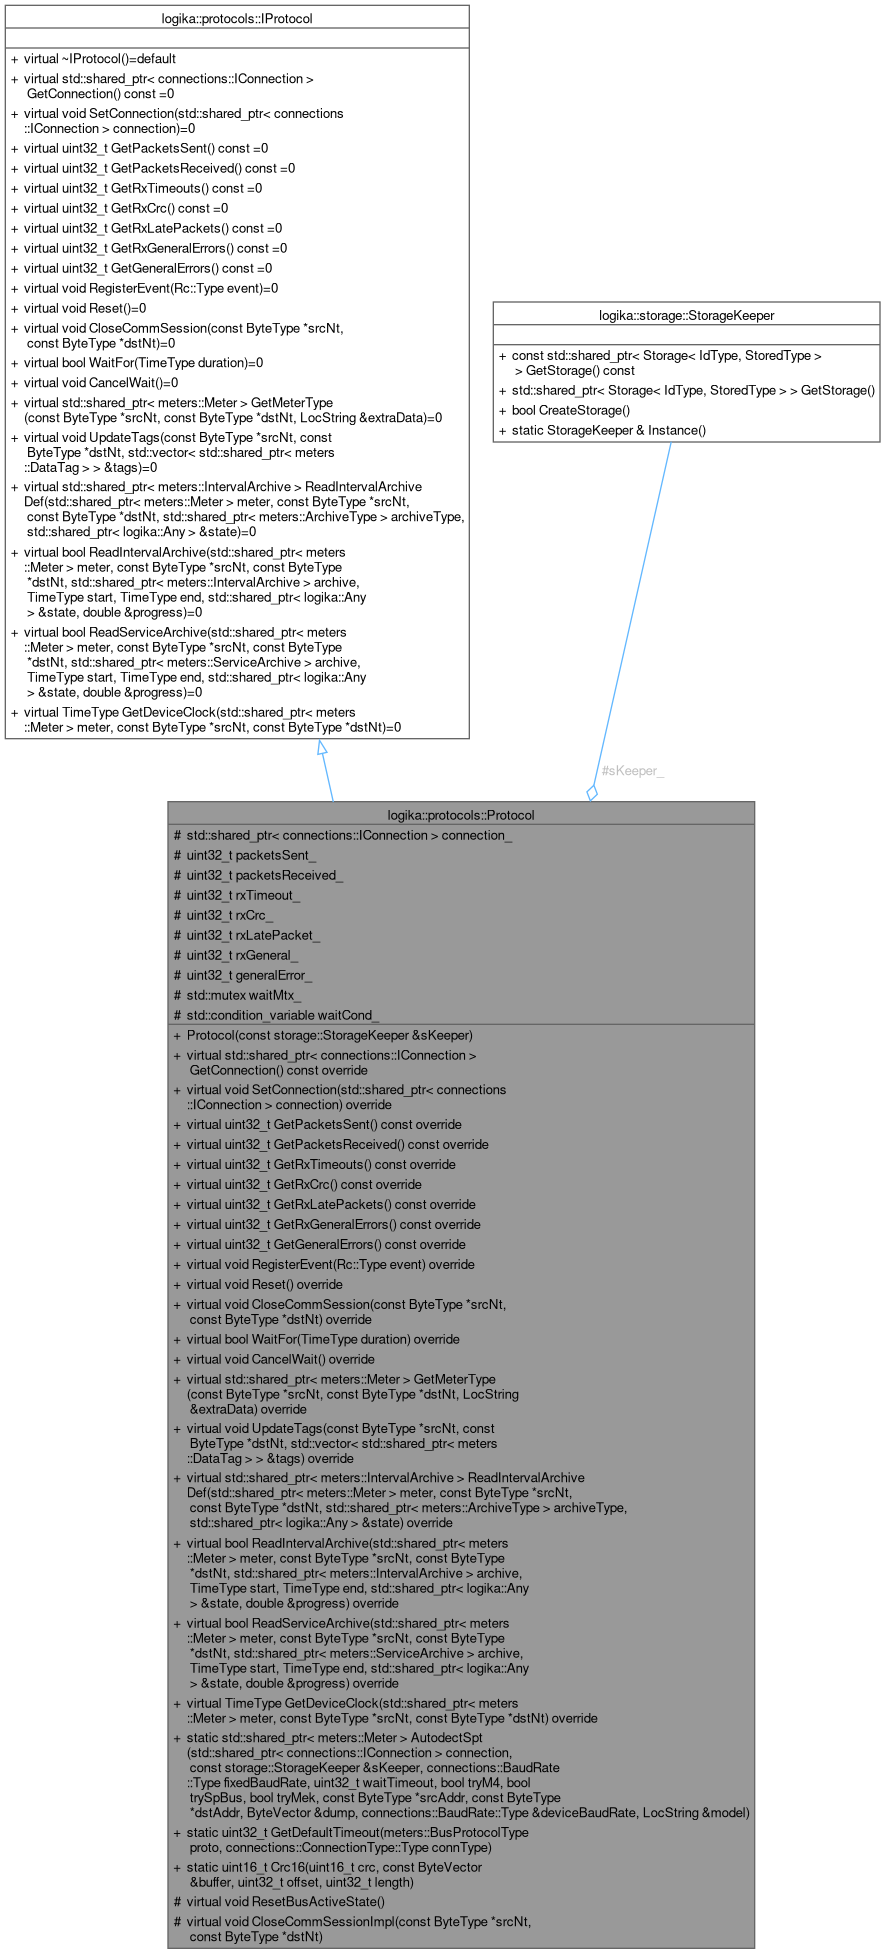 logika::protocols::IProtocol
+ virtual ~IProtocol()=default
+ virtual std::shared_ptr< connections::IConnection >
GetConnection() const =0
+ virtual void SetConnection(std::shared_ptr< connections
::IConnection > connection)=0
+ virtual uint32_t GetPacketsSent() const =0
+ virtual uint32_t GetPacketsReceived() const =0
+ virtual uint32_t GetRxTimeouts() const =0
+ virtual uint32_t GetRxCrc() const =0
+ virtual uint32_t GetRxLatePackets() const =0
+ virtual uint32_t GetRxGeneralErrors() const =0
+ virtual uint32_t GetGeneralErrors() const =0
+ virtual void RegisterEvent(Rc::Type event)=0
+ virtual void Reset()=0
+ virtual void CloseCommSession(const ByteType *srcNt,
const ByteType *dstNt)=0
+ virtual bool WaitFor(TimeType duration)=0
+ virtual void CancelWait()=0
+ virtual std::shared_ptr< meters::Meter > GetMeterType
(const ByteType *srcNt, const ByteType *dstNt, LocString &extraData)=0
+ virtual void UpdateTags(const ByteType *srcNt, const
ByteType *dstNt, std::vector< std::shared_ptr< meters
::DataTag > > &tags)=0
+ virtual std::shared_ptr< meters::IntervalArchive > ReadIntervalArchive
Def(std::shared_ptr< meters::Meter > meter, const ByteType *srcNt,
const ByteType *dstNt, std::shared_ptr< meters::ArchiveType > archiveType,
std::shared_ptr< logika::Any > &state)=0
+ virtual bool ReadIntervalArchive(std::shared_ptr< meters
::Meter > meter, const ByteType *srcNt, const ByteType
*dstNt, std::shared_ptr< meters::IntervalArchive > archive,
TimeType start, TimeType end, std::shared_ptr< logika::Any
> &state, double &progress)=0
+ virtual bool ReadServiceArchive(std::shared_ptr< meters
::Meter > meter, const ByteType *srcNt, const ByteType
*dstNt, std::shared_ptr< meters::ServiceArchive > archive,
TimeType start, TimeType end, std::shared_ptr< logika::Any
> &state, double &progress)=0
+ virtual TimeType GetDeviceClock(std::shared_ptr< meters
::Meter > meter, const ByteType *srcNt, const ByteType *dstNt)=0
logika::storage::StorageKeeper
+ const std::shared_ptr< Storage< IdType, StoredType >
> GetStorage() const
+ std::shared_ptr< Storage< IdType, StoredType > > GetStorage()
+ bool CreateStorage()
+ static StorageKeeper & Instance()
#sKeeper_
logika::protocols::Protocol
# std::shared_ptr< connections::IConnection > connection_
# uint32_t packetsSent_
# uint32_t packetsReceived_
# uint32_t rxTimeout_
# uint32_t rxCrc_
# uint32_t rxLatePacket_
# uint32_t rxGeneral_
# uint32_t generalError_
# std::mutex waitMtx_
# std::condition_variable waitCond_
+ Protocol(const storage::StorageKeeper &sKeeper)
+ virtual std::shared_ptr< connections::IConnection >
GetConnection() const override
+ virtual void SetConnection(std::shared_ptr< connections
::IConnection > connection) override
+ virtual uint32_t GetPacketsSent() const override
+ virtual uint32_t GetPacketsReceived() const override
+ virtual uint32_t GetRxTimeouts() const override
+ virtual uint32_t GetRxCrc() const override
+ virtual uint32_t GetRxLatePackets() const override
+ virtual uint32_t GetRxGeneralErrors() const override
+ virtual uint32_t GetGeneralErrors() const override
+ virtual void RegisterEvent(Rc::Type event) override
+ virtual void Reset() override
+ virtual void CloseCommSession(const ByteType *srcNt,
const ByteType *dstNt) override
+ virtual bool WaitFor(TimeType duration) override
+ virtual void CancelWait() override
+ virtual std::shared_ptr< meters::Meter > GetMeterType
(const ByteType *srcNt, const ByteType *dstNt, LocString
&extraData) override
+ virtual void UpdateTags(const ByteType *srcNt, const
ByteType *dstNt, std::vector< std::shared_ptr< meters
::DataTag > > &tags) override
+ virtual std::shared_ptr< meters::IntervalArchive > ReadIntervalArchive
Def(std::shared_ptr< meters::Meter > meter, const ByteType *srcNt,
const ByteType *dstNt, std::shared_ptr< meters::ArchiveType > archiveType,
std::shared_ptr< logika::Any > &state) override
+ virtual bool ReadIntervalArchive(std::shared_ptr< meters
::Meter > meter, const ByteType *srcNt, const ByteType
*dstNt, std::shared_ptr< meters::IntervalArchive > archive,
TimeType start, TimeType end, std::shared_ptr< logika::Any
> &state, double &progress) override
+ virtual bool ReadServiceArchive(std::shared_ptr< meters
::Meter > meter, const ByteType *srcNt, const ByteType
*dstNt, std::shared_ptr< meters::ServiceArchive > archive,
TimeType start, TimeType end, std::shared_ptr< logika::Any
> &state, double &progress) override
+ virtual TimeType GetDeviceClock(std::shared_ptr< meters
::Meter > meter, const ByteType *srcNt, const ByteType *dstNt) override
+ static std::shared_ptr< meters::Meter > AutodectSpt
(std::shared_ptr< connections::IConnection > connection,
const storage::StorageKeeper &sKeeper, connections::BaudRate
::Type fixedBaudRate, uint32_t waitTimeout, bool tryM4, bool
trySpBus, bool tryMek, const ByteType *srcAddr, const ByteType
*dstAddr, ByteVector &dump, connections::BaudRate::Type &deviceBaudRate, LocString &model)
+ static uint32_t GetDefaultTimeout(meters::BusProtocolType
proto, connections::ConnectionType::Type connType)
+ static uint16_t Crc16(uint16_t crc, const ByteVector
&buffer, uint32_t offset, uint32_t length)
# virtual void ResetBusActiveState()
# virtual void CloseCommSessionImpl(const ByteType *srcNt,
const ByteType *dstNt)